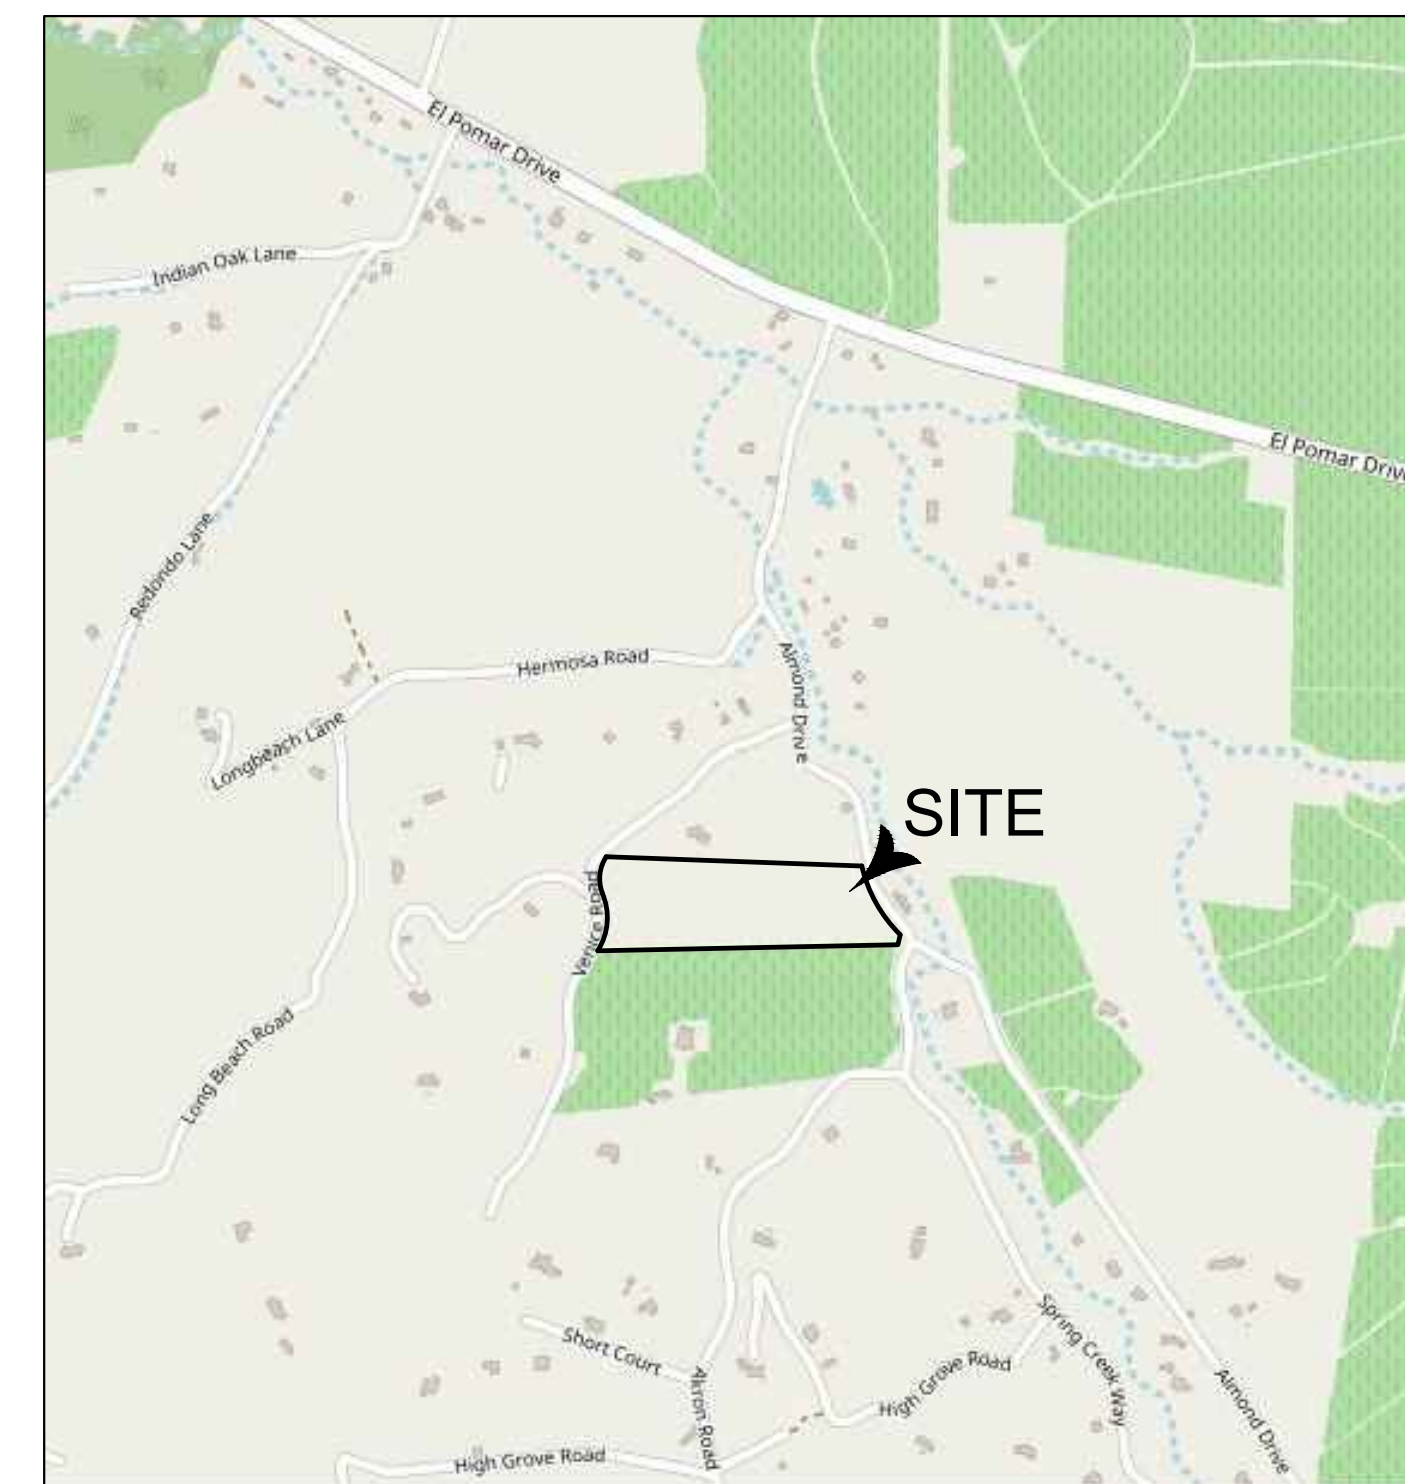 El Pomar Drive
Indian Oak Lane
El Pomar Drive
Redondo Lane
Hermosa Road
Almond Drive
Longbeach Lane
SITE
Venice Road
Long Beach Road
Spring Creek Way
Short Court
High Grove Road
Akron Road
Almond Drive
High Grove Road